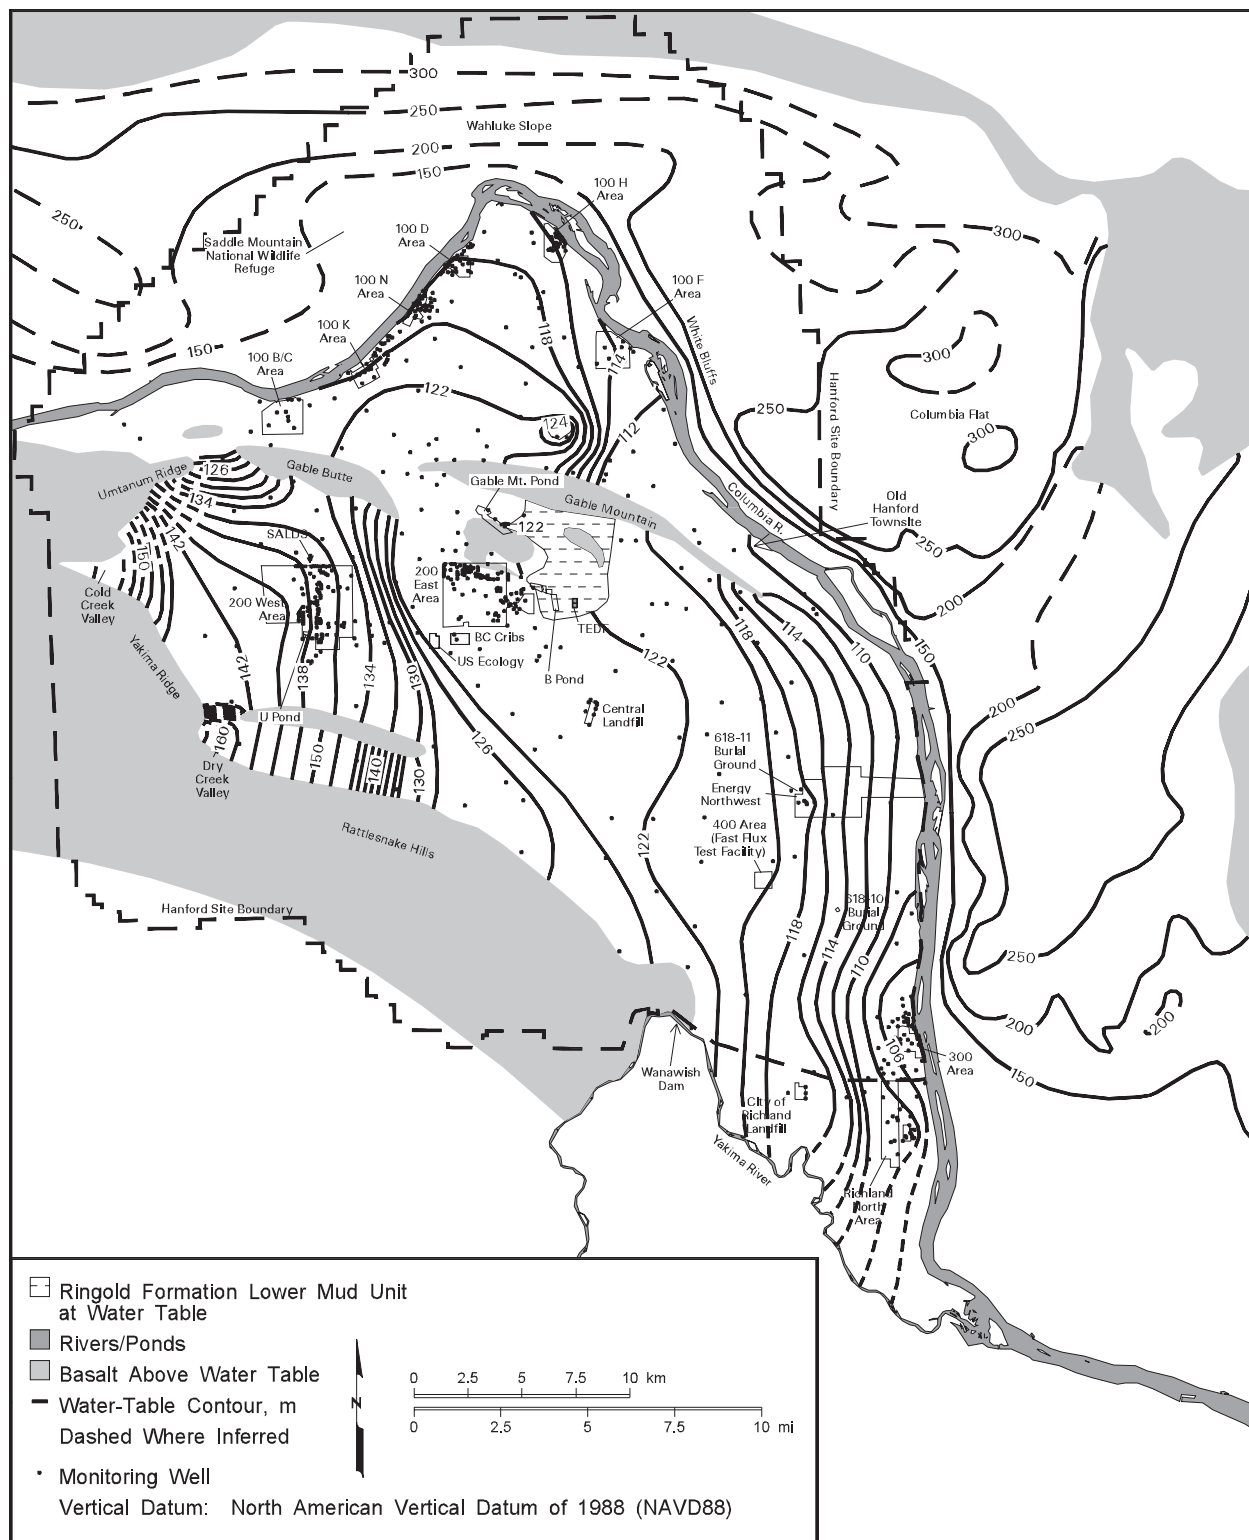 300
250
Wahluke Slope
200
150
100 H
Area
250
Saddle Mountain
National Wildlife
Refuge
100 D
Area
300
100 N
Area
100 F
Area
100 K
Area
118
White Bluffs
150
100 B/C
Area
114
300
Hanford Site Boundary
122
250
Columbia Flat
124
112
300
Umtanum Ridge
126
Gable Butte
Gable Mt. Pond
134
Gable Mountain
Columbia R.
Old
Hanford
Townsite
142
SALDS
122
250
150
200
East
Area
Cold
Creek
Valley
200 West
Area
200
TEDF
118
114
110
150
BC Cribs
US Ecology
122
Yakima Ridge
142
138
134
130
B Pond
200
U Pond
Central
Landfill
250
160
150
140
130
126
618-11
Burial
Ground
Dry
Creek
Valley
Energy
Northwest
Rattlesnake Hills
122
400 Area
(Fast Flux
Test Facility)
Hanford Site Boundary
618-10
Burial
Ground
118
114
110
250
200
200
106
300
Area
150
Wanawish
Dam
City of
Richland
Landfill
Yakima River
Richland
North
Area
Ringold Formation Lower Mud Unit
at Water Table
Rivers/Ponds
Basalt Above Water Table
Water-Table Contour, m
Dashed Where Inferred
Monitoring Well
Vertical Datum: North American Vertical Datum of 1988 (NAVD88)
N
0 2.5 5 7.5 10 km
0 2.5 5 7.5 10 mi